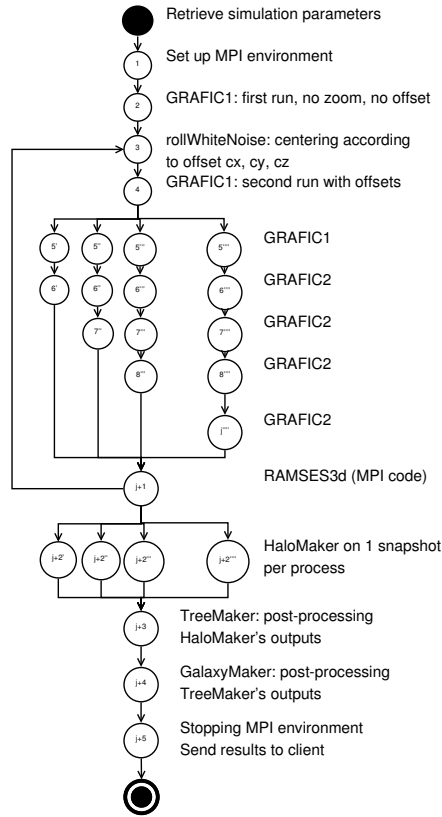 Retrieve simulation parameters
1
Set up MPI environment
2
GRAFIC1: first run, no zoom, no offset
3
rollWhiteNoise: centering according
to offset cx, cy, cz
4
GRAFIC1: second run with offsets
5' 5'' 5''' 5''''
GRAFIC1
6' 6'' 6''' 6''''
GRAFIC2
7'' 7''' 7''''
GRAFIC2
8''' 8''''
GRAFIC2
j''''
GRAFIC2
j+1
RAMSES3d (MPI code)
j+2' j+2'' j+2''' j+2''''
HaloMaker on 1 snapshot
per process
j+3
TreeMaker: post-processing
HaloMaker's outputs
j+4
GalaxyMaker: post-processing
TreeMaker's outputs
j+5
Stopping MPI environment
Send results to client